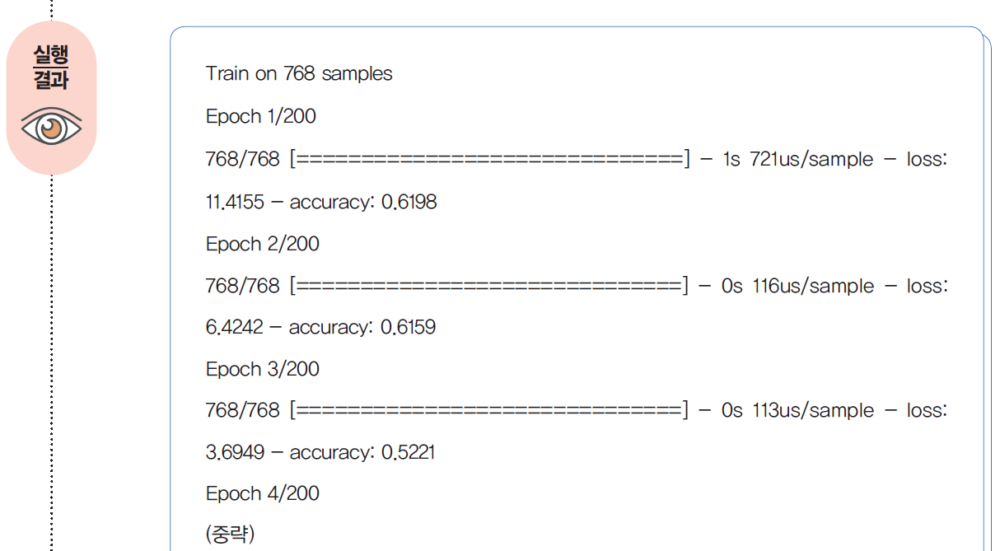 실행
결과
Train on 768 samples
Epoch 1/200
768/768 [==============================] - 1s 721us/sample - loss:
11.4155 - accuracy: 0.6198
Epoch 2/200
768/768 [==============================] - 0s 116us/sample - loss:
6.4242 - accuracy: 0.6159
Epoch 3/200
768/768 [==============================] - 0s 113us/sample - loss:
3.6949 - accuracy: 0.5221
Epoch 4/200
(중략)